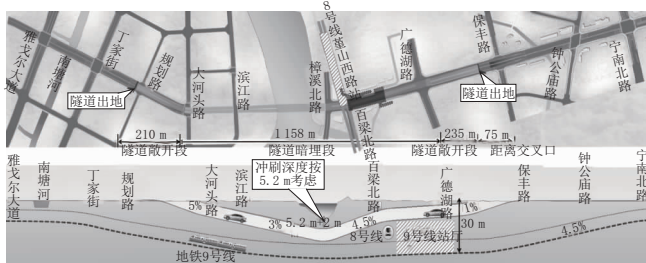 8号线堇山西路站
雅戈尔大道
南塘河
丁家街
规划路
大河头路
滨江路
樟溪北路
百梁北路
广德湖路
保丰路
钟公庙路
宁南北路
隧道出地
隧道出地
210 m
1 158 m
235 m
75 m
隧道敞开段
隧道暗埋段
隧道敞开段
距离交叉口
冲刷深度按
5.2 m考虑
雅戈尔大道
南塘河
丁家街
规划路
大河头路
滨江路
百梁北路
广德湖路
保丰路
钟公庙路
宁南北路
5%
3%
5.2 m+2 m
4.5%
1%
30 m
4.5%
8号线
9号线站厅
地铁9号线